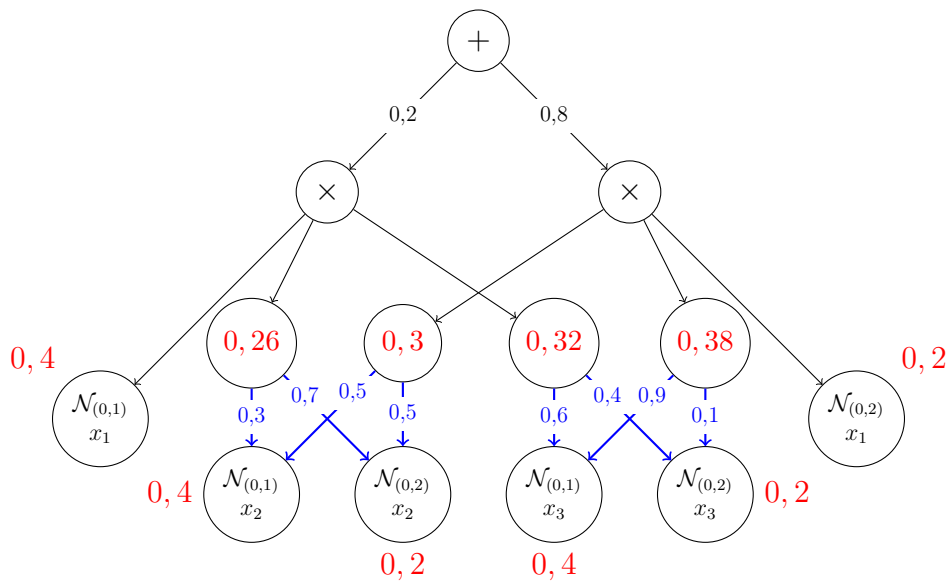 +
0,2
0,8
×
×
0,4
0,26
0,3
0,32
0,38
0,2
0,7
0,5
0,4
0,9
0,3
0,5
0,6
0,1
N(0,1)
x1
N(0,2)
x1
0,4
N(0,1)
x2
N(0,2)
x2
N(0,1)
x3
N(0,2)
x3
0,2
0,2
0,4